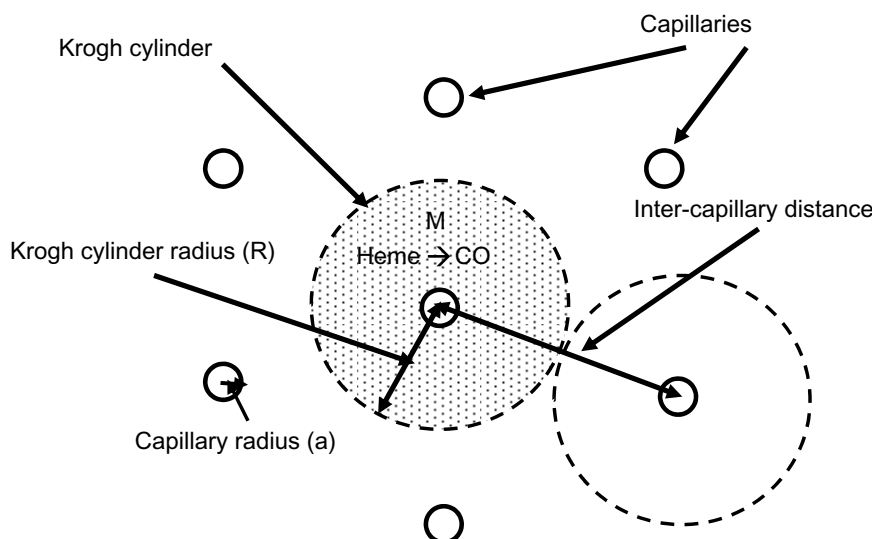 Capillaries
Krogh cylinder
M
Inter-capillary distance
Heme → CO
Krogh cylinder radius (R)
Capillary radius (a)